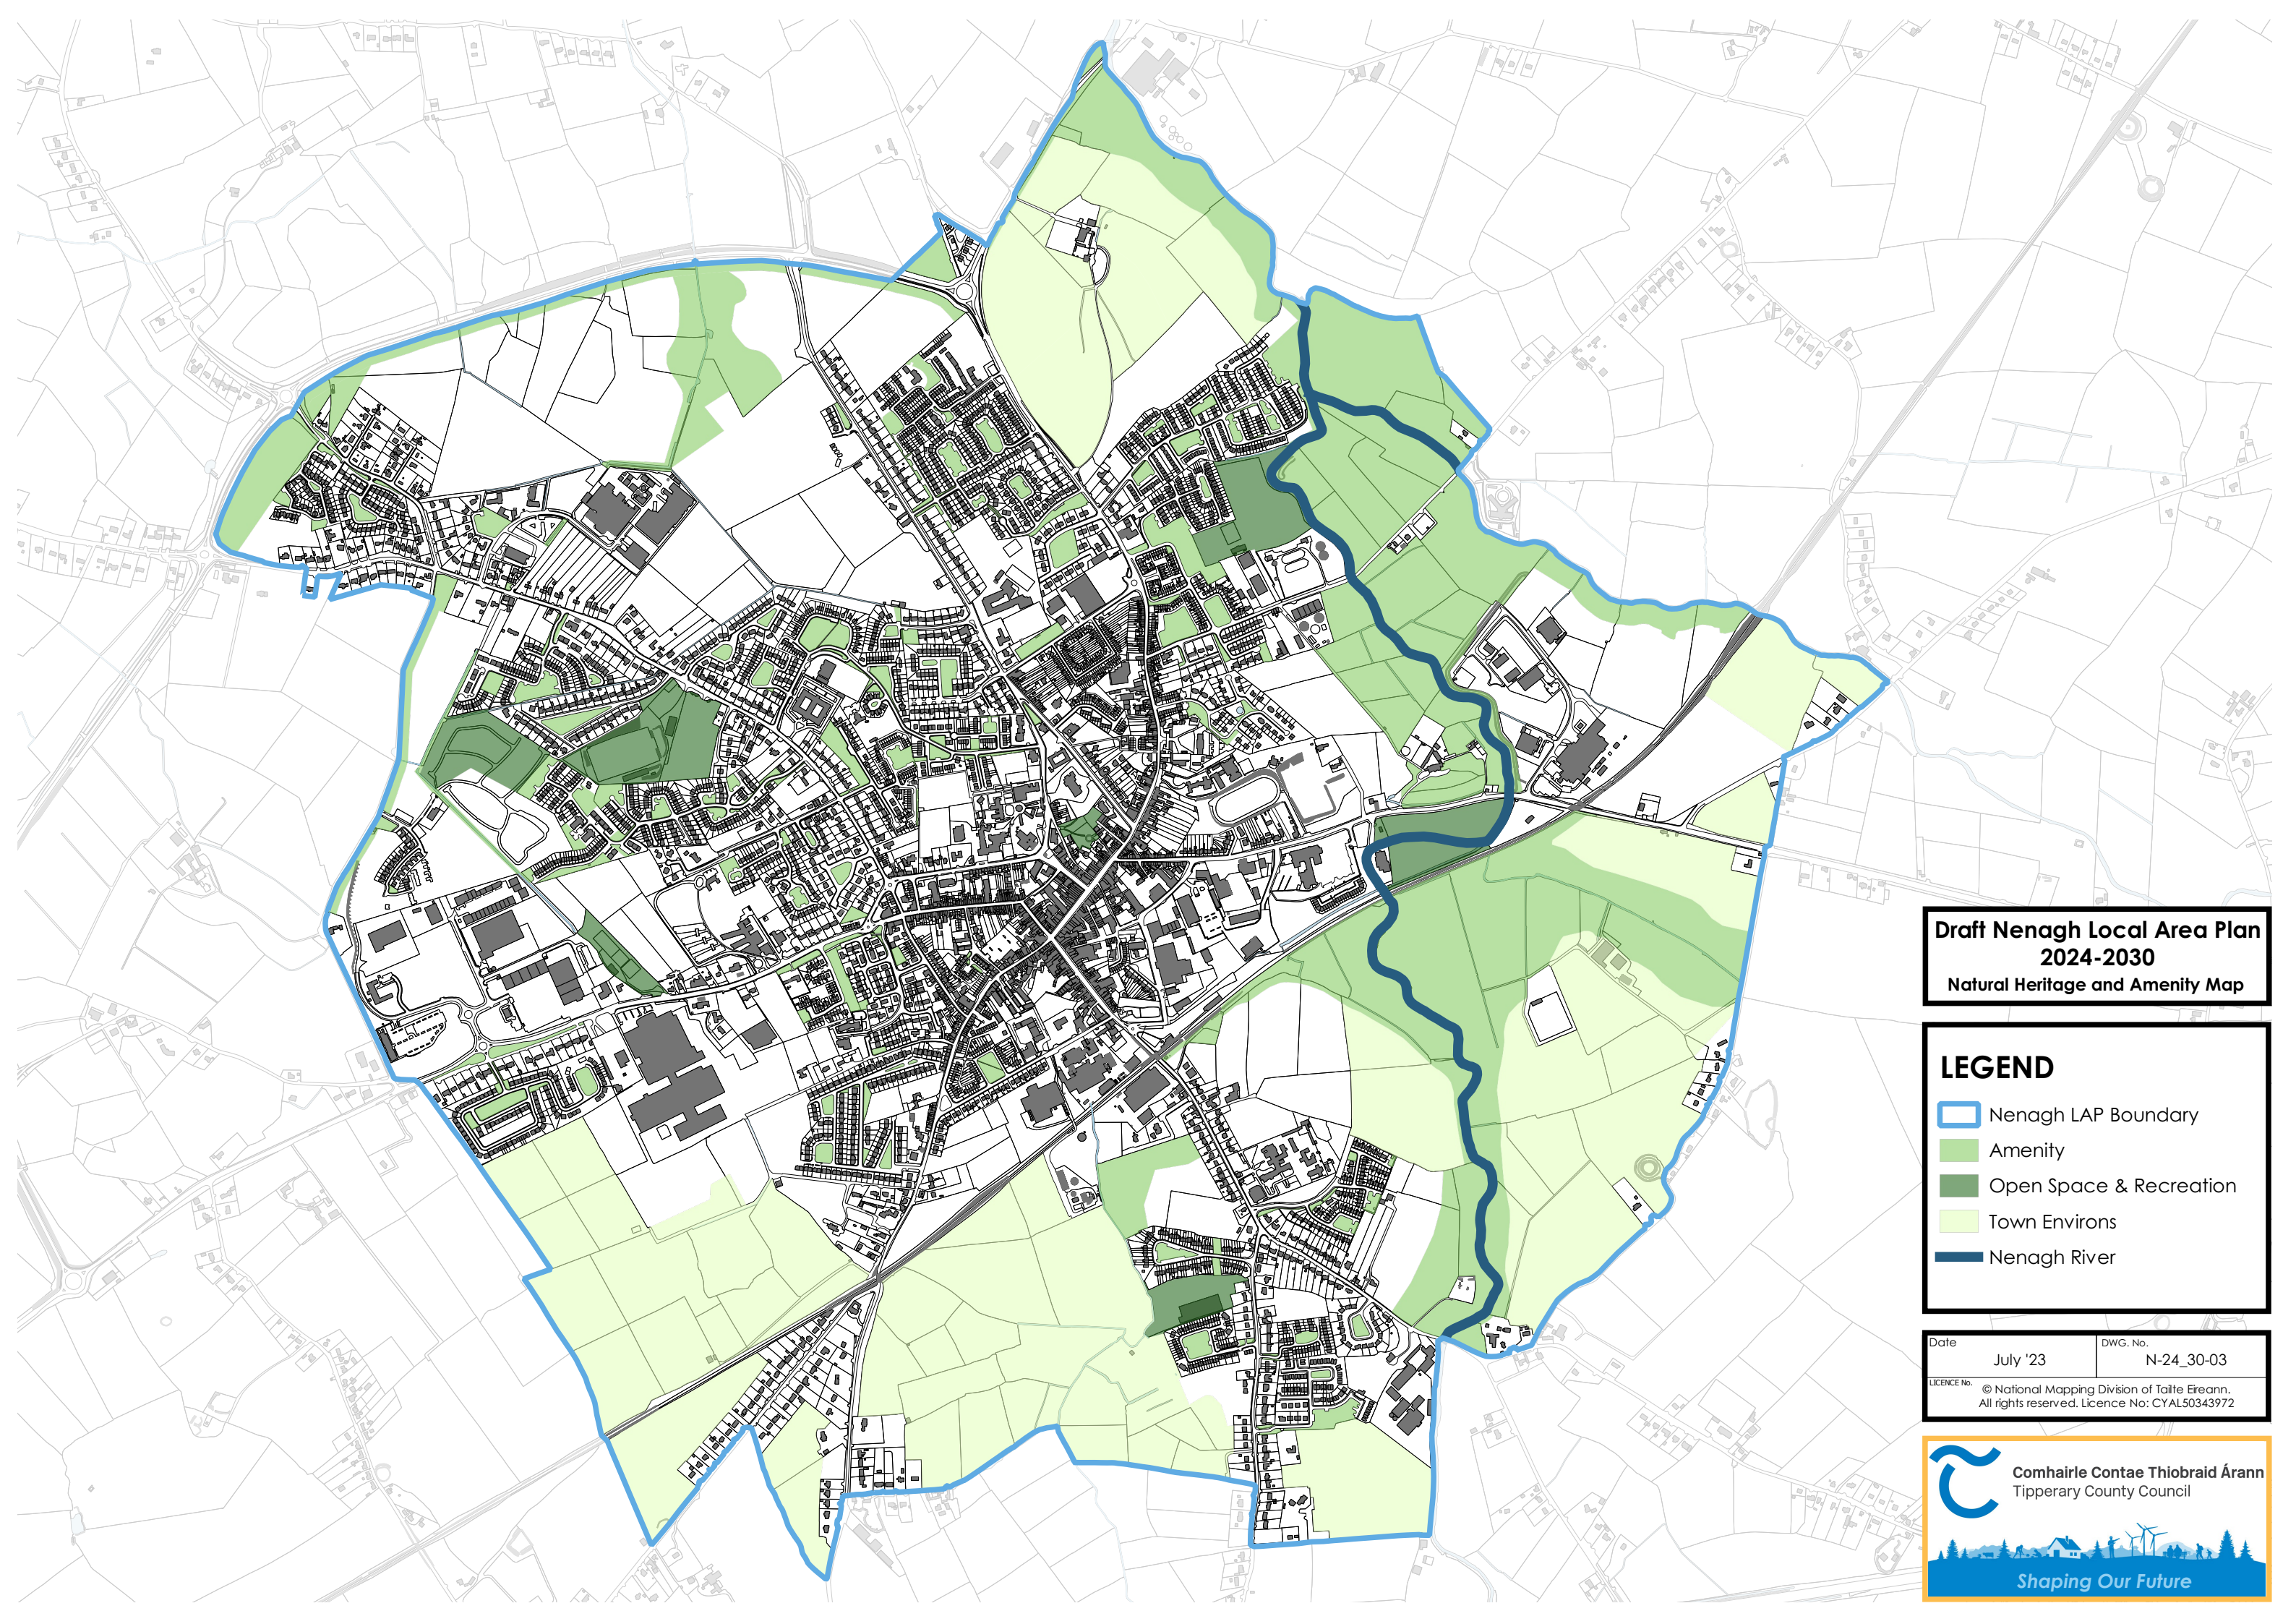 Draft Nenagh Local Area Plan
2024-2030
Natural Heritage and Amenity Map
LEGEND
Nenagh LAP Boundary
Amenity
Open Space & Recreation
Town Environs
Nenagh River
Date
July '23
DWG. No.
N-24_30-03
LICENCE No.
© National Mapping Division of Tailte Eireann.
All rights reserved. Licence No: CYAL50343972
Comhairle Contae Thiobraid Árann
Tipperary County Council
Shaping Our Future